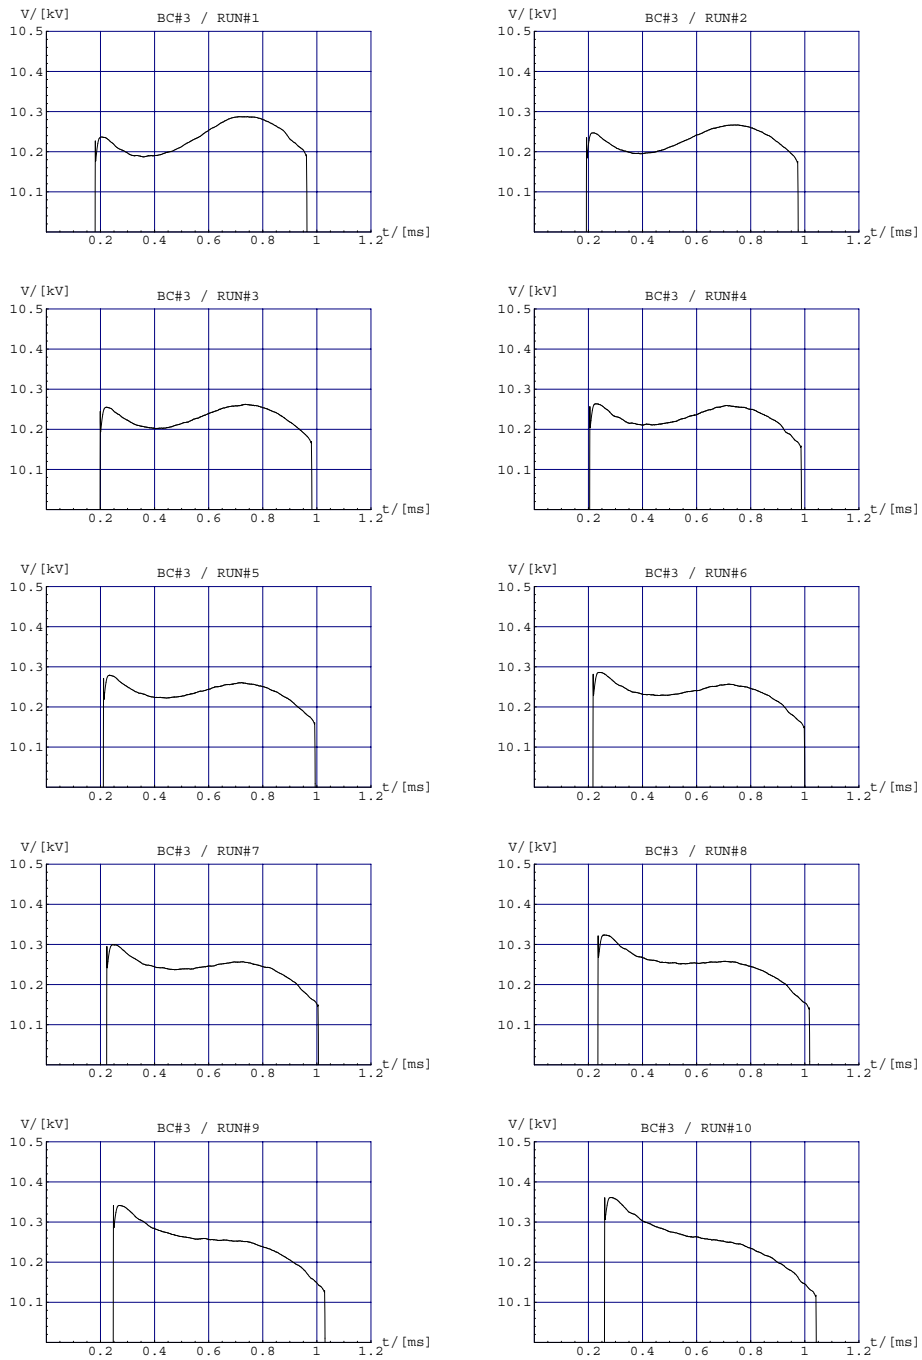 V/[kV] BC#3 / RUN#1
10.5
10.4
10.3
10.2
10.1
0.2 0.4 0.6 0.8 1 1.2 t/[ms]
V/[kV] BC#3 / RUN#2
10.5
10.4
10.3
10.2
10.1
0.2 0.4 0.6 0.8 1 1.2 t/[ms]
V/[kV] BC#3 / RUN#3
10.5
10.4
10.3
10.2
10.1
0.2 0.4 0.6 0.8 1 1.2 t/[ms]
V/[kV] BC#3 / RUN#4
10.5
10.4
10.3
10.2
10.1
0.2 0.4 0.6 0.8 1 1.2 t/[ms]
V/[kV] BC#3 / RUN#5
10.5
10.4
10.3
10.2
10.1
0.2 0.4 0.6 0.8 1 1.2 t/[ms]
V/[kV] BC#3 / RUN#6
10.5
10.4
10.3
10.2
10.1
0.2 0.4 0.6 0.8 1 1.2 t/[ms]
V/[kV] BC#3 / RUN#7
10.5
10.4
10.3
10.2
10.1
0.2 0.4 0.6 0.8 1 1.2 t/[ms]
V/[kV] BC#3 / RUN#8
10.5
10.4
10.3
10.2
10.1
0.2 0.4 0.6 0.8 1 1.2 t/[ms]
V/[kV] BC#3 / RUN#9
10.5
10.4
10.3
10.2
10.1
0.2 0.4 0.6 0.8 1 1.2 t/[ms]
V/[kV] BC#3 / RUN#10
10.5
10.4
10.3
10.2
10.1
0.2 0.4 0.6 0.8 1 1.2 t/[ms]